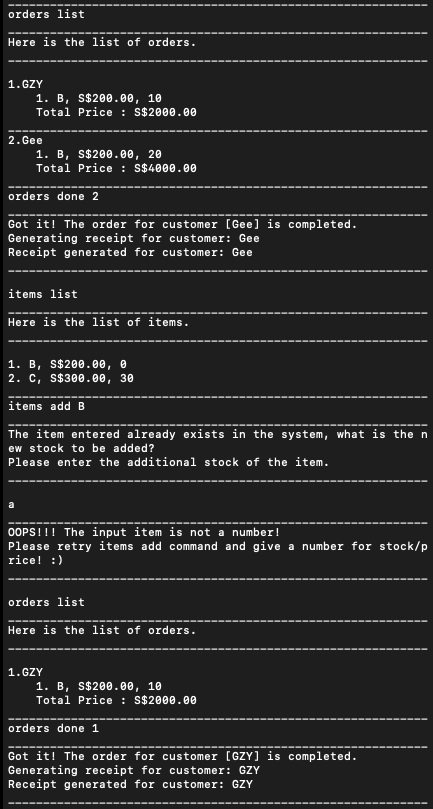 orders list
Here is the list of orders.
1.GZY
1. B, S$200.00, 10
Total Price : S$2000.00
2.Gee
1. B, S$200.00, 20
Total Price : S$4000.00
orders done 2
Got it! The order for customer [Gee] is completed.
Generating receipt for customer: Gee
Receipt generated for customer: Gee
items list
Here is the list of items.
1. B, S$200.00, 0
2. C, S$300.00, 30
items add B
The item entered already exists in the system, what is the n
ew stock to be added?
Please enter the additional stock of the item.
a
OOPS!!! The input item is not a number!
Please retry items add command and give a number for stock/p
rice! :)
orders list
Here is the list of orders.
1.GZY
1. B, S$200.00, 10
Total Price : S$2000.00
orders done 1
Got it! The order for customer [GZY] is completed.
Generating receipt for customer: GZY
Receipt generated for customer: GZY